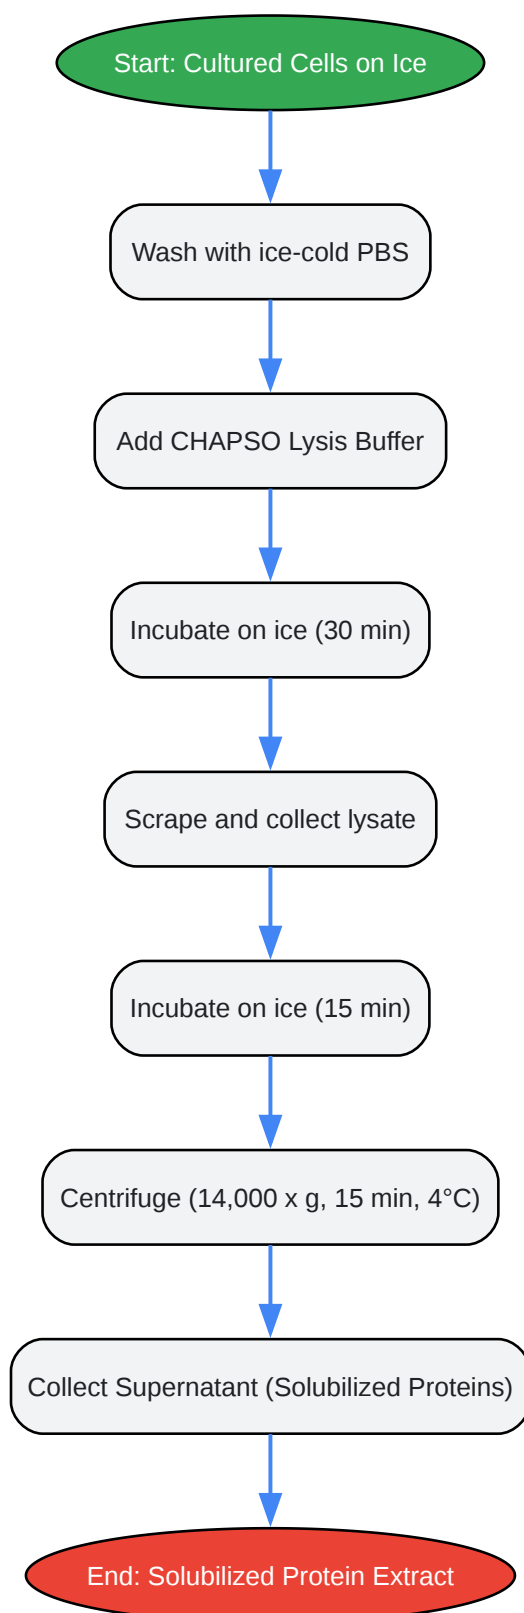 Start: Cultured Cells on Ice
Wash with ice-cold PBS
Add CHAPSO Lysis Buffer
Incubate on ice (30 min)
Scrape and collect lysate
Incubate on ice (15 min)
Centrifuge (14,000 x g, 15 min, 4°C)
Collect Supernatant (Solubilized Proteins)
End: Solubilized Protein Extract